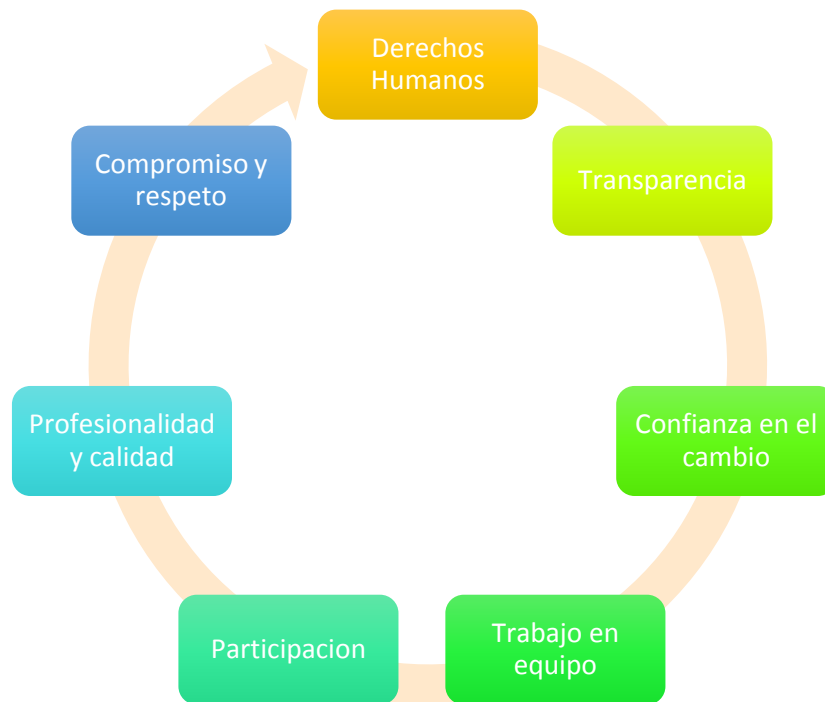 Derechos
Humanos
Transparencia
Confianza en el
cambio
Trabajo en
equipo
Participacion
Profesionalidad
y calidad
Compromiso y
respeto